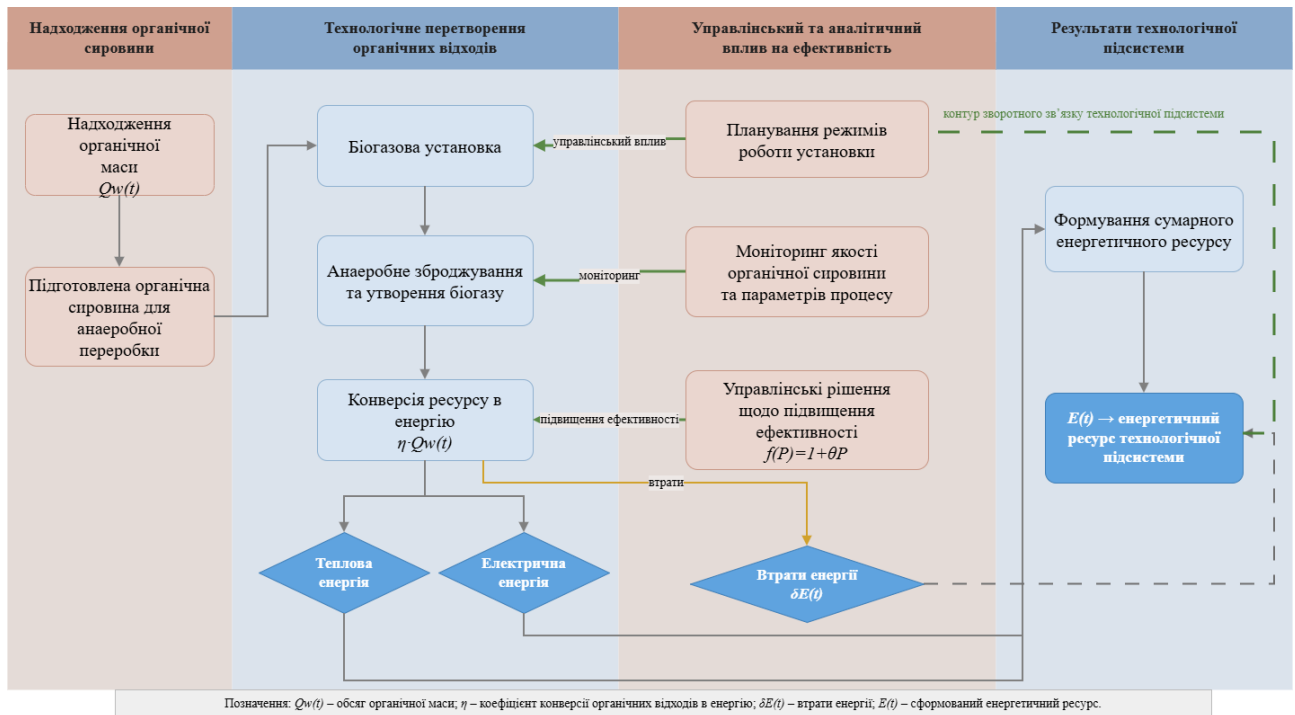 Надходження органічної
сировини
Технологічне перетворення
органічних відходів
Управлінський та аналітичний
вплив на ефективність
Результати технологічної
підсистеми
Надходження
органічної
маси
Qw(t)
Підготовлена органічна
сировина для
анаеробної
переробки
Біогазова установка
Анаеробне зброджування
та утворення біогазу
Конверсія ресурсу в
енергію
η·Qw(t)
Теплова
енергія
Електрична
енергія
управлінський вплив
моніторинг
підвищення ефективності
втрати
Планування режимів
роботи установки
Моніторинг якості
органічної сировини
та параметрів процесу
Управлінські рішення
щодо підвищення
ефективності
f(P)=1+θP
Втрати енергії
δE(t)
контур зворотного зв’язку технологічної підсистеми
Формування сумарного
енергетичного ресурсу
E(t) → енергетичний
ресурс технологічної
підсистеми
Позначення: Qw(t) – обсяг органічної маси; η – коефіцієнт конверсії органічних відходів в енергію; δE(t) – втрати енергії; E(t) – сформований енергетичний ресурс.